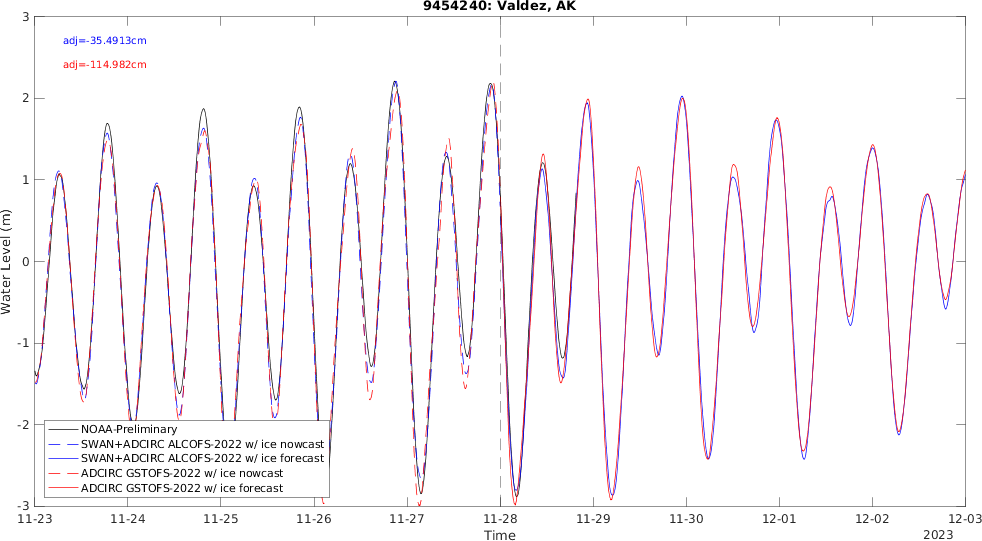 9454240: Valdez, AK
adj=-35.4913cm
adj=-114.982cm
Water Level (m)
3
2
1
0
-1
-2
-3
NOAA-Preliminary
SWAN+ADCIRC ALCOFS-2022 w/ ice nowcast
SWAN+ADCIRC ALCOFS-2022 w/ ice forecast
ADCIRC GSTOFS-2022 w/ ice nowcast
ADCIRC GSTOFS-2022 w/ ice forecast
11-23 11-24 11-25 11-26 11-27 11-28 11-29 11-30 12-01 12-02 12-03
Time
2023